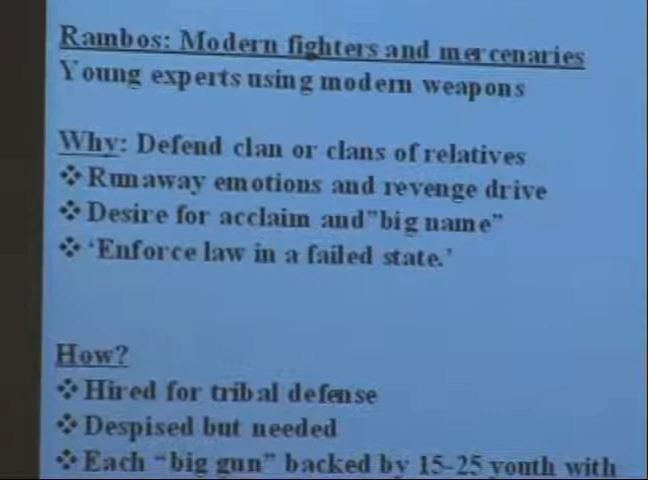 Rambos: Modern fighters and mercenaries
Young experts using modern weapons
Why: Defend clan or clans of relatives
❖ Runaway emotions and revenge drive
❖ Desire for acclaim and”big name”
❖ ‘Enforce law in a failed state.’
How?
❖ Hired for tribal defense
❖ Despised but needed
❖ Each “big gun” backed by 15-25 youth with